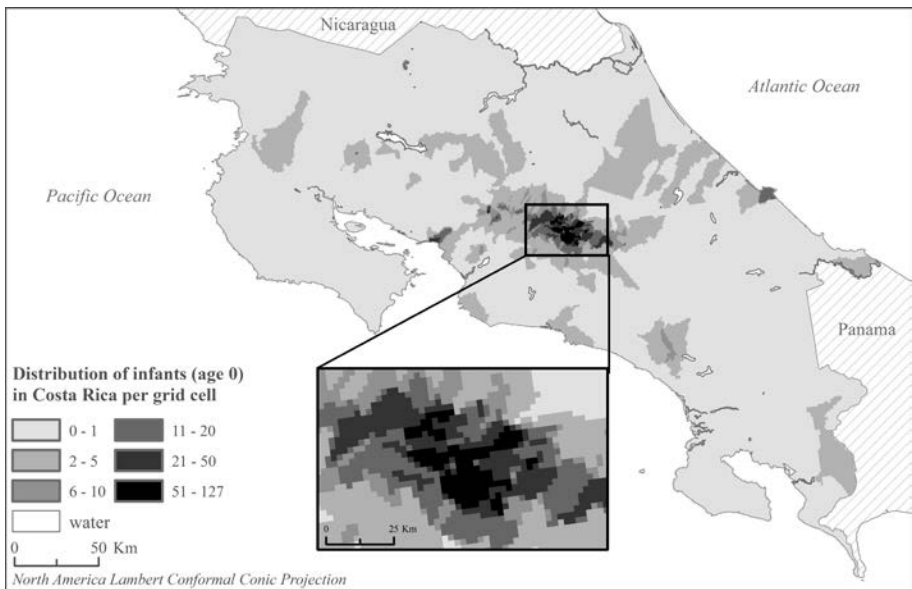 Nicaragua
Atlantic Ocean
Pacific Ocean
Panama
Distribution of infants (age 0)
in Costa Rica per grid cell
0 - 1 11 - 20
2 - 5 21 - 50
6 - 10 51 - 127
water
0 50 Km
0 25 Km
North America Lambert Conformal Conic Projection